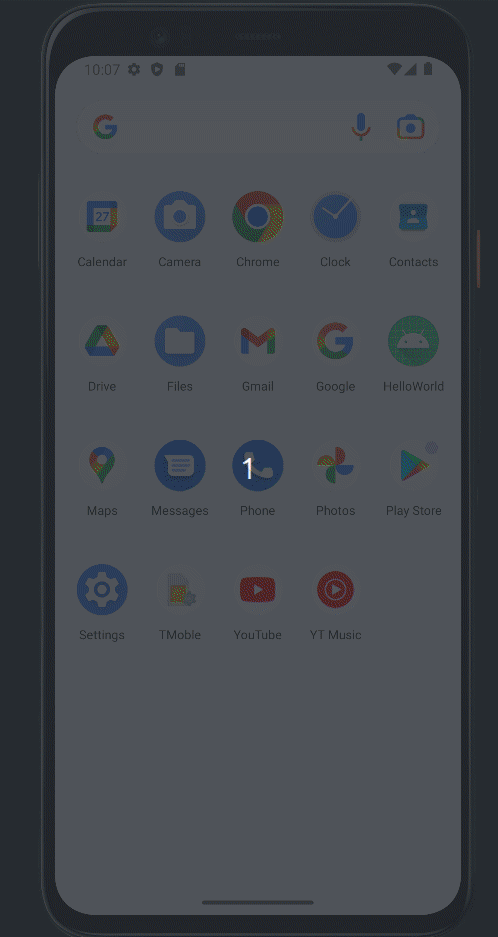 10:07
27
Calendar Camera Chrome Clock Contacts
Drive Files Gmail Google HelloWorld
1
Maps Messages Phone Photos Play Store
Settings TMoble YouTube YT Music